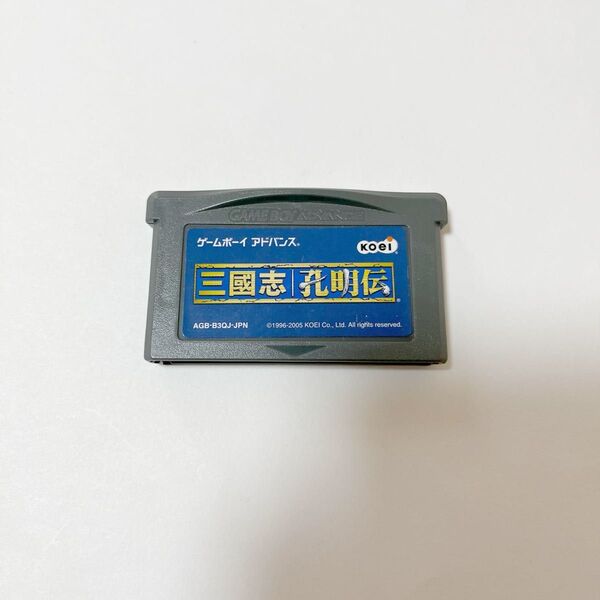 GAME BOY ADVANCE
ゲームボーイ アドバンス®
KOEI
三國志 孔明伝®
AGB-B3QJ-JPN ©1996-2005 KOEI Co., Ltd. All rights reserved.